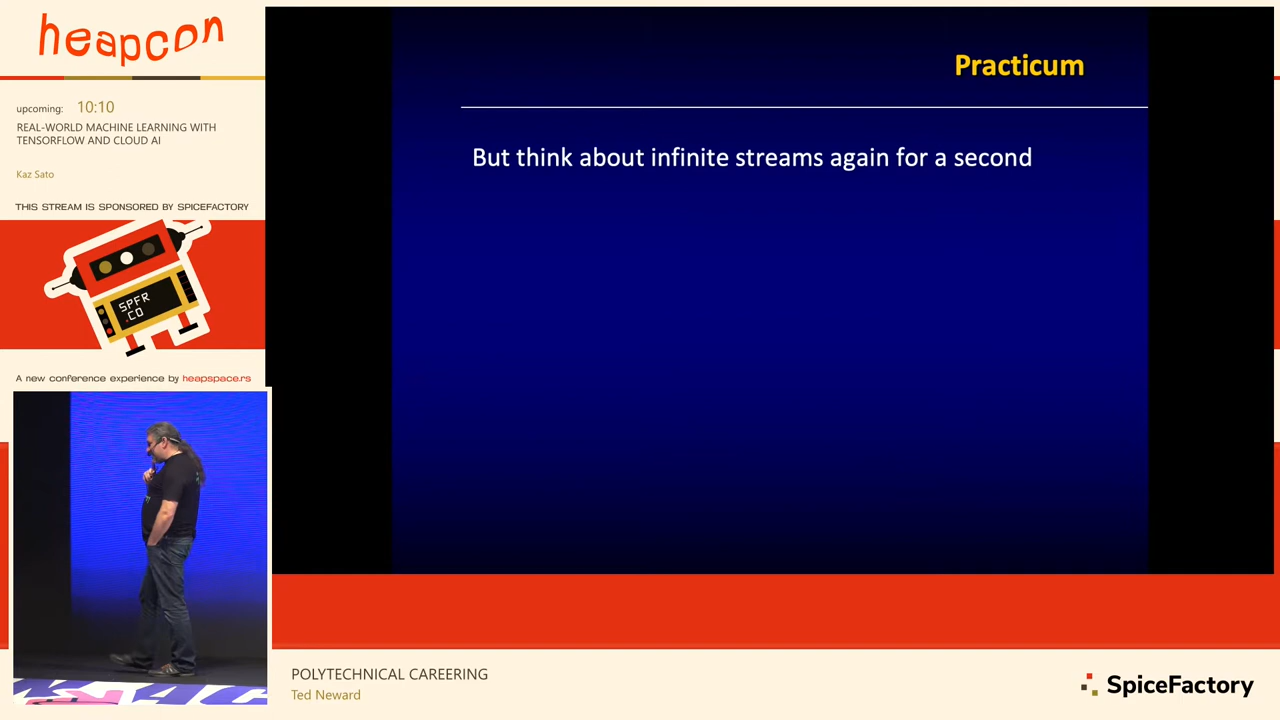 heapcon
upcoming: 10:10
REAL-WORLD MACHINE LEARNING WITH
TENSORFLOW AND CLOUD AI
Kaz Sato
THIS STREAM IS SPONSORED BY SPICEFACTORY
SPFR
.CO
A new conference experience by heapspace.rs
Practicum
But think about infinite streams again for a second
POLYTECHNICAL CAREERING
Ted Neward
SpiceFactory